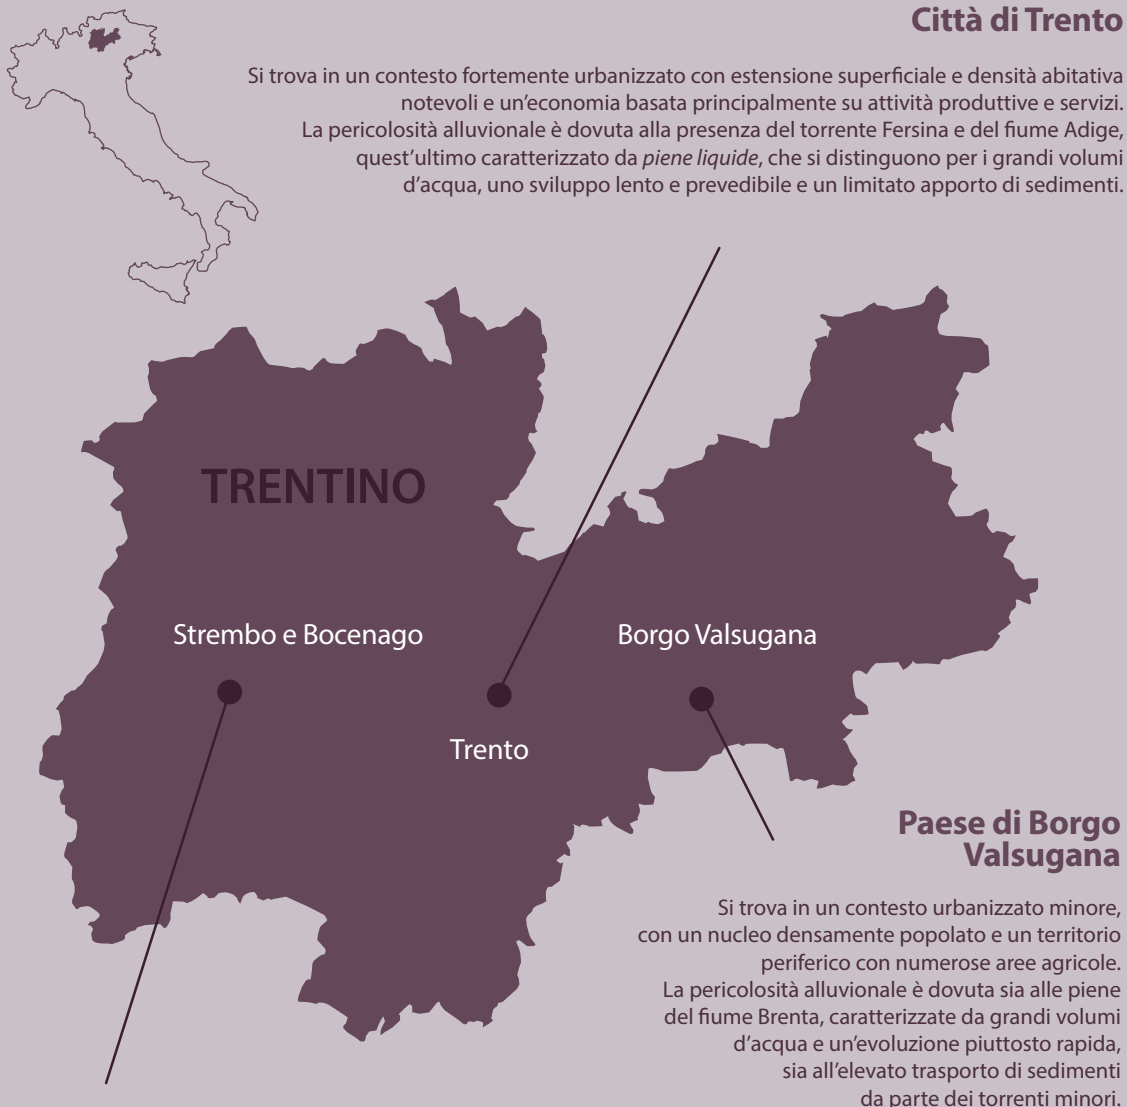 Città di Trento
Si trova in un contesto fortemente urbanizzato con estensione superficiale e densità abitativa
notevoli e un'economia basata principalmente su attività produttive e servizi.
La pericolosità alluvionale è dovuta alla presenza del torrente Fersina e del fiume Adige,
quest'ultimo caratterizzato da piene liquide, che si distinguono per i grandi volumi
d'acqua, uno sviluppo lento e prevedibile e un limitato apporto di sedimenti.
TRENTINO
Strembo e Bocenago
Borgo Valsugana
Trento
Paese di Borgo
Valsugana
Si trova in un contesto urbanizzato minore,
con un nucleo densamente popolato e un territorio
periferico con numerose aree agricole.
La pericolosità alluvionale è dovuta sia alle piene
del fiume Brenta, caratterizzate da grandi volumi
d'acqua e un'evoluzione piuttosto rapida,
sia all'elevato trasporto di sedimenti
da parte dei torrenti minori.